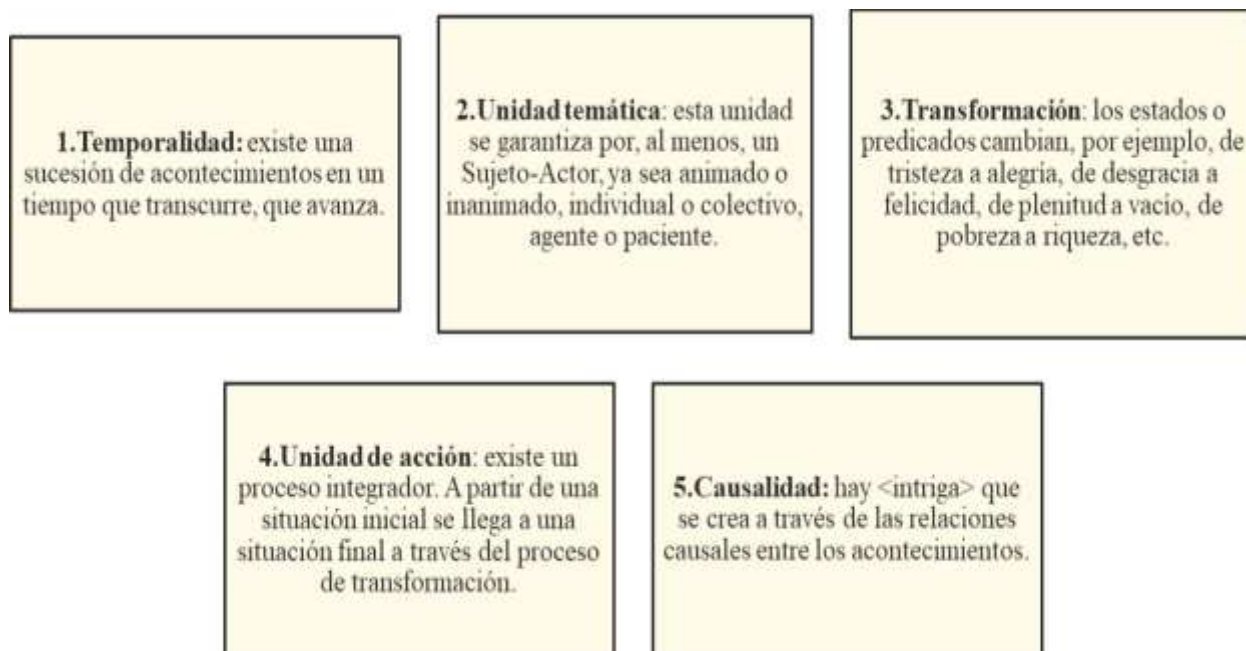 1.Temporalidad: existe una
sucesión de acontecimientos en un
tiempo que transcurre, que avanza.
2.Unidad temática: esta unidad
se garantiza por, al menos, un
Sujeto-Actor, ya sea animado o
inanimado, individual o colectivo,
agente o paciente.
3.Transformación: los estados o
predicados cambian, por ejemplo, de
tristeza a alegría, de desgracia a
felicidad, de plenitud a vacío, de
pobreza a riqueza, etc.
4.Unidad de acción: existe un
proceso integrador. A partir de una
situación inicial se llega a una
situación final a través del proceso
de transformación.
5.Causalidad: hay <intriga> que
se crea a través de las relaciones
causales entre los acontecimientos.